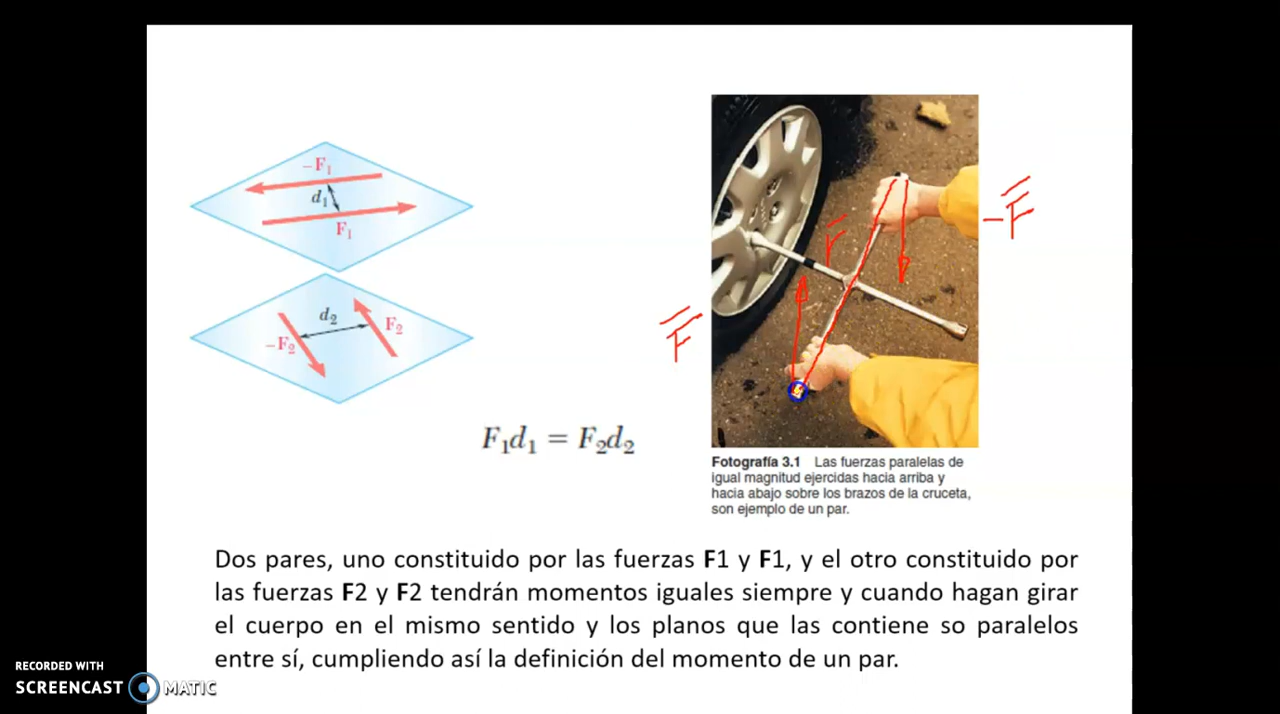 −F₁
d₁
F₁
d₂
F₂
−F₂
F₁d₁ = F₂d₂
F
r
−F
Fotografía 3.1 Las fuerzas paralelas de
igual magnitud ejercidas hacia arriba y
hacia abajo sobre los brazos de la cruceta,
son ejemplo de un par.
Dos pares, uno constituido por las fuerzas F1 y F1, y el otro constituido por
las fuerzas F2 y F2 tendrán momentos iguales siempre y cuando hagan girar
el cuerpo en el mismo sentido y los planos que las contiene so paralelos
entre sí, cumpliendo así la definición del momento de un par.
RECORDED WITH
SCREENCAST MATIC